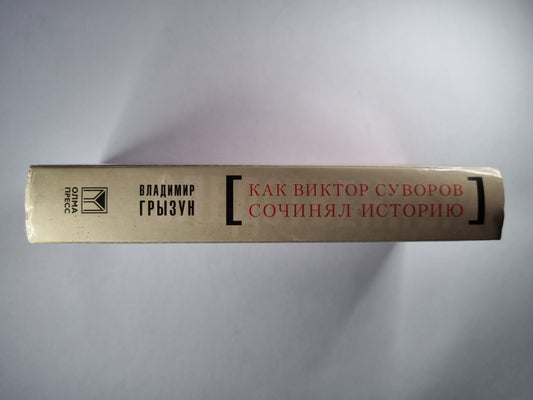 ОЛМА
ПРЕСС
ВЛАДИМИР
ГРЫЗУН
[ КАК ВИКТОР СУВОРОВ
СОЧИНЯЛ ИСТОРИЮ ]